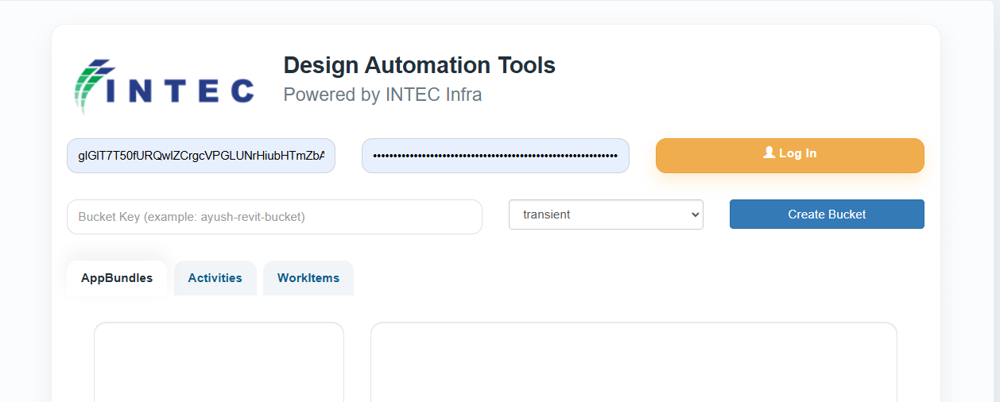 INTEC
Design Automation Tools
Powered by INTEC Infra
Log In
Bucket Key (example: ayush-revit-bucket)
transient
Create Bucket
AppBundles
Activities
WorkItems